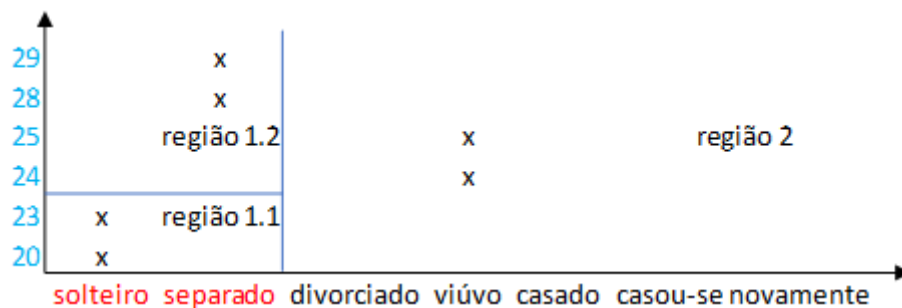 29 x
28 x
25 região 1.2 x região 2
24 x
23 x região 1.1
20 x
solteiro separado divorciado viúvo casado casou-se novamente